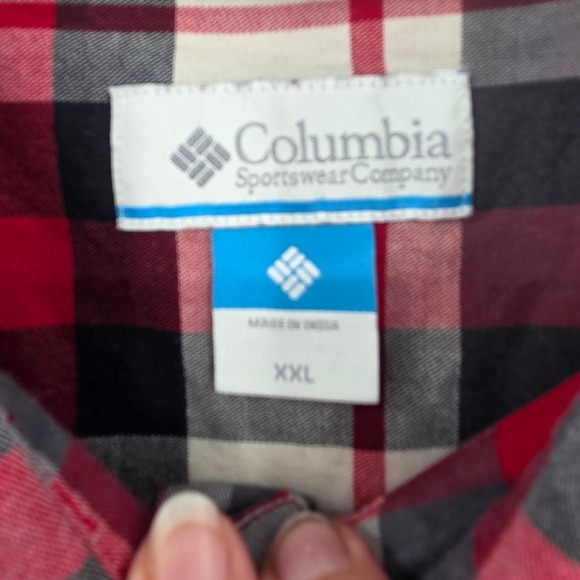 Columbia
Sportswear Company
MADE IN INDIA
XXL